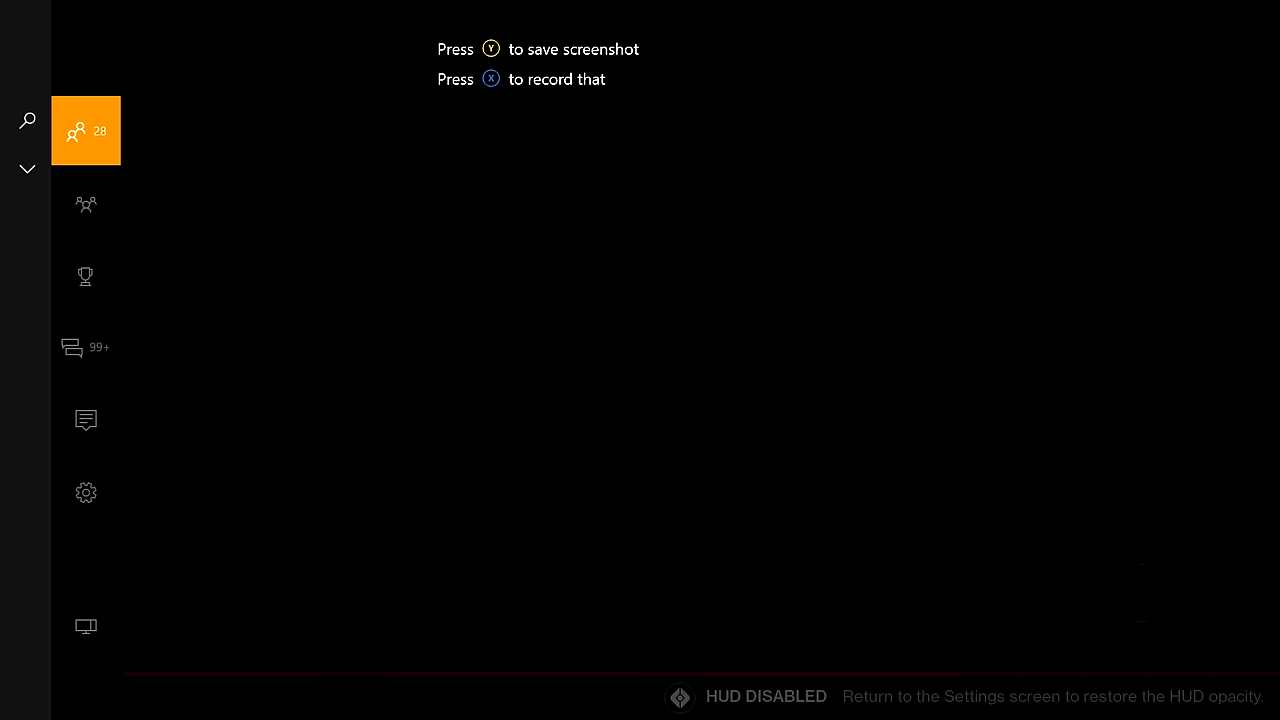 Press Y to save screenshot
Press X to record that
28
99+
HUD DISABLED Return to the Settings screen to restore the HUD opacity.